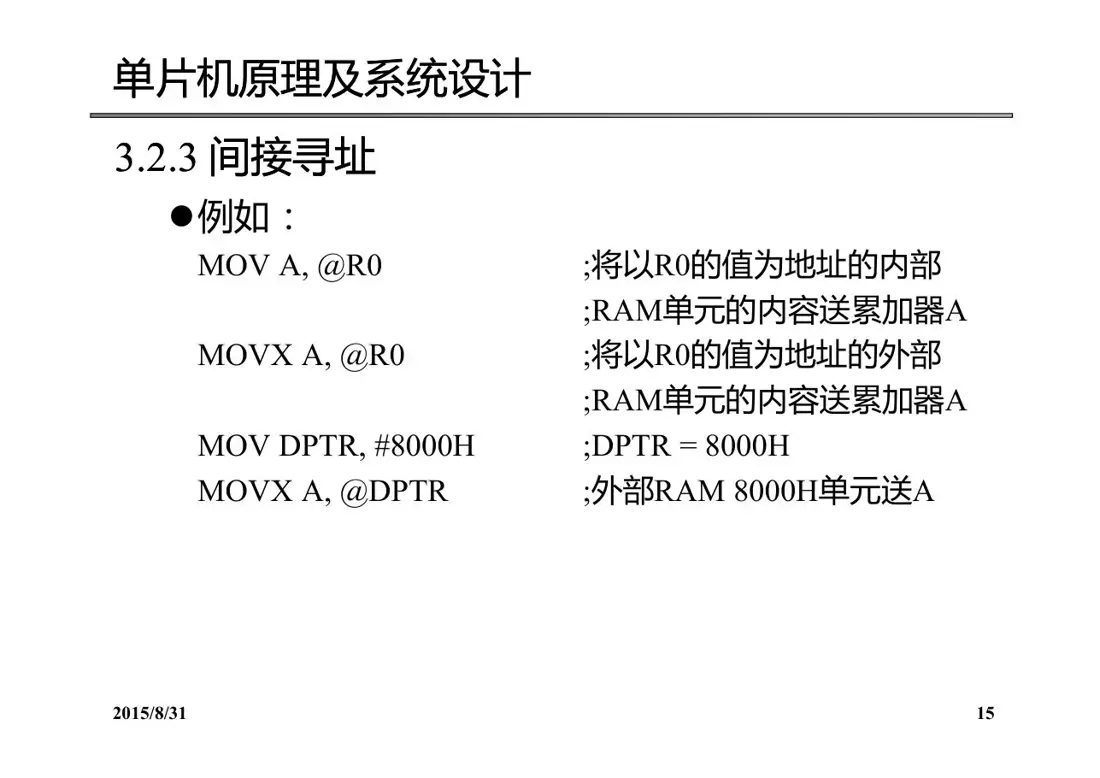 单片机原理及系统设计
3.2.3 间接寻址
●例如：
MOV A, @R0 ;将以R0的值为地址的内部
;RAM单元的内容送累加器A
MOVX A, @R0 ;将以R0的值为地址的外部
;RAM单元的内容送累加器A
MOV DPTR, #8000H ;DPTR = 8000H
MOVX A, @DPTR ;外部RAM 8000H单元送A
2015/8/31 15